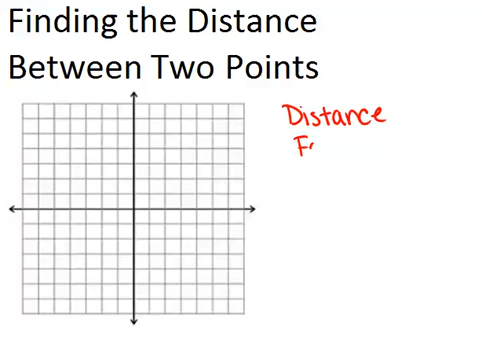 Finding the Distance
Between Two Points
Distance
F